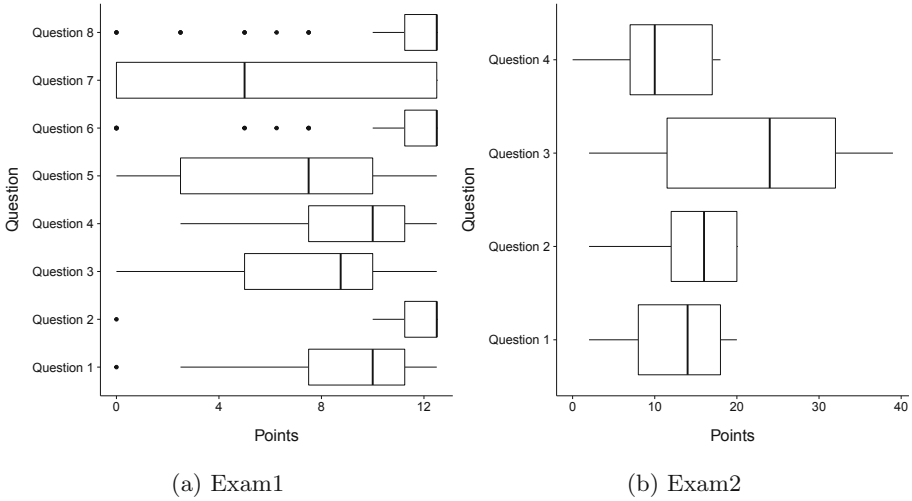 Question 8
Question 7
Question 6
Question 5
Question 4
Question 3
Question 2
Question 1
Question
0 4 8 12
Points
(a) Exam1
Question 4
Question 3
Question 2
Question 1
Question
0 10 20 30 40
Points
(b) Exam2